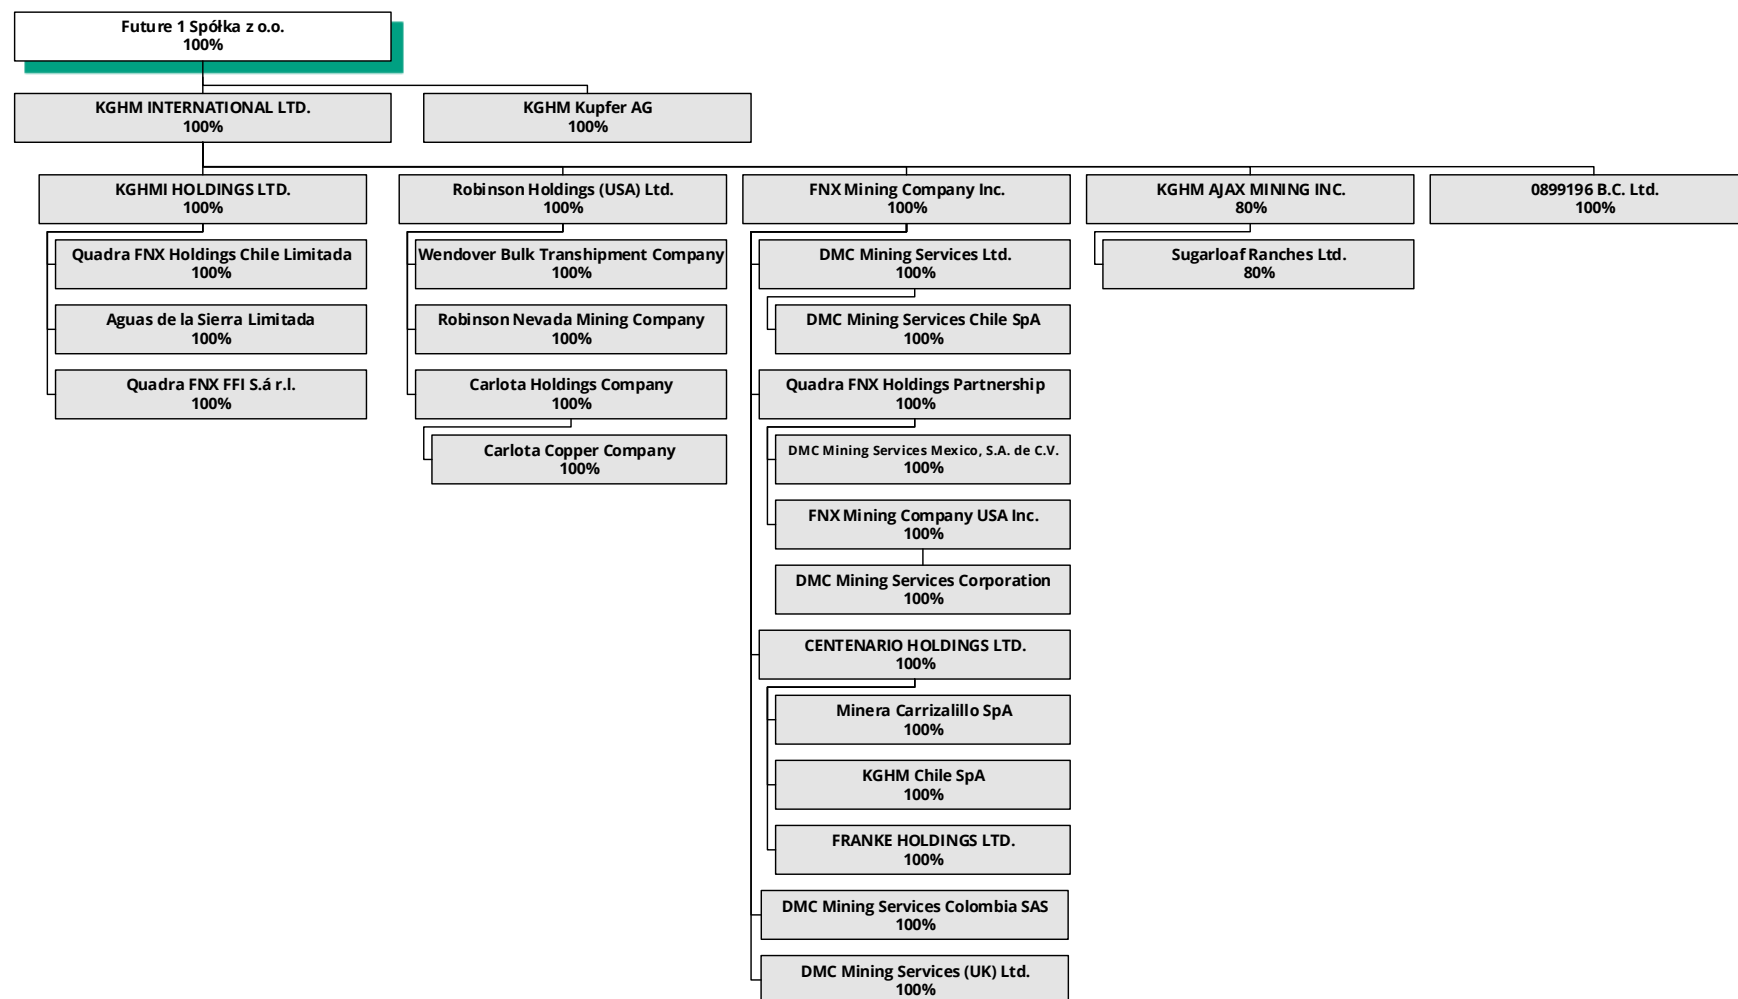 Future 1 Spółka z o.o.
100%
KGHM INTERNATIONAL LTD.
100%
KGHM Kupfer AG
100%
KGHMI HOLDINGS LTD.
100%
Robinson Holdings (USA) Ltd.
100%
FNX Mining Company Inc.
100%
KGHM AJAX MINING INC.
80%
0899196 B.C. Ltd.
100%
Quadra FNX Holdings Chile Limitada
100%
Aguas de la Sierra Limitada
100%
Quadra FNX FFI S.á r.l.
100%
Wendover Bulk Transhipment Company
100%
Robinson Nevada Mining Company
100%
Carlota Holdings Company
100%
Carlota Copper Company
100%
DMC Mining Services Ltd.
100%
DMC Mining Services Chile SpA
100%
Quadra FNX Holdings Partnership
100%
DMC Mining Services Mexico, S.A. de C.V.
100%
FNX Mining Company USA Inc.
100%
DMC Mining Services Corporation
100%
CENTENARIO HOLDINGS LTD.
100%
Minera Carrizalillo SpA
100%
KGHM Chile SpA
100%
FRANKE HOLDINGS LTD.
100%
DMC Mining Services Colombia SAS
100%
DMC Mining Services (UK) Ltd.
100%
Sugarloaf Ranches Ltd.
80%